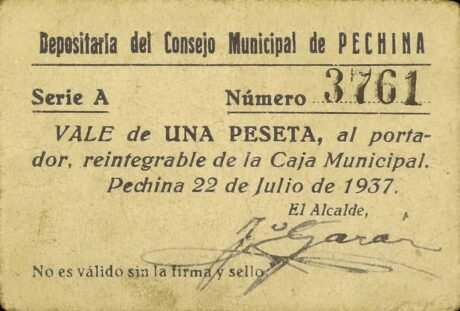 Depositaría del Consejo Municipal de PECHINA
Serie A
Número 3761
VALE de UNA PESETA, al porta-
dor, reintegrable de la Caja Municipal.
Pechina 22 de Julio de 1937.
El Alcalde,
No es válido sin la firma y sello